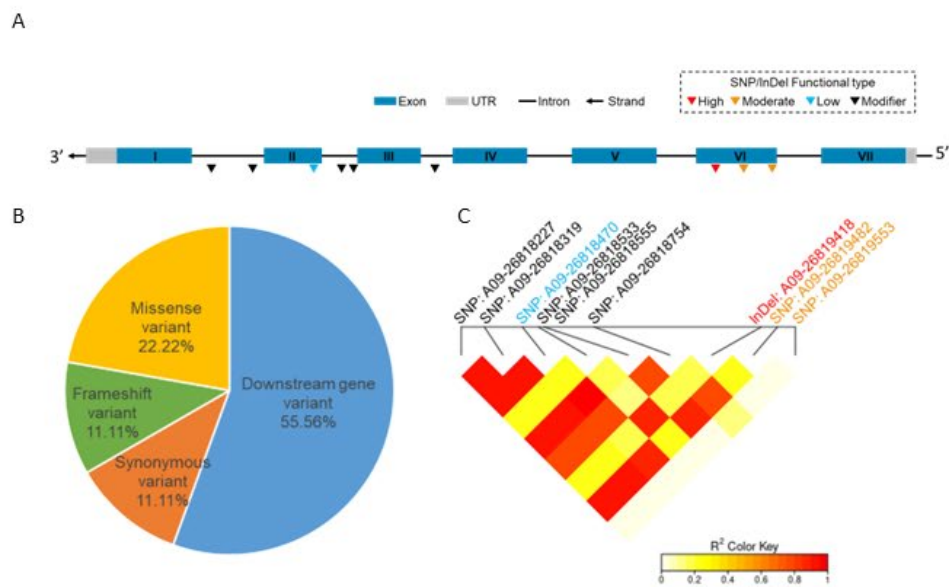 A
SNP/InDel Functional type
Exon UTR Intron Strand High Moderate Low Modifier
3’ I II III IV V VI VII 5’
B
Missense
variant
22.22%
Frameshift
variant
11.11%
Synonymous
variant
11.11%
Downstream gene
variant
55.56%
C
SNP: A09-26818227
SNP: A09-26818319
SNP: A09-26818470
SNP: A09-26818533
SNP: A09-26818555
SNP: A09-26818754
InDel: A09-26819418
SNP: A09-26819482
SNP: A09-26819553
R² Color Key
0 0.2 0.4 0.6 0.8 1